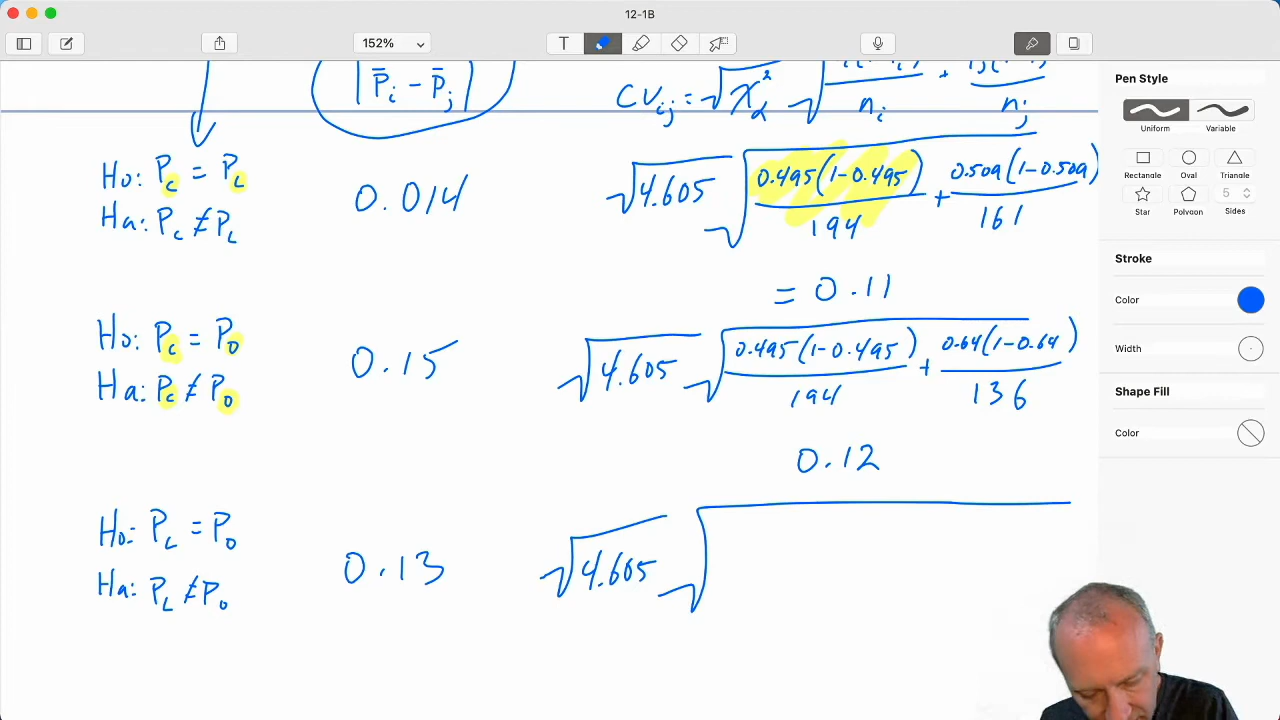 12-1B
152%
T
Pen Style
Uniform
Variable
Rectangle
Oval
Triangle
Star
Polygon
5
Sides
Stroke
Color
Width
Shape Fill
Color
|P̄i - P̄j|
CVij = √χ²α √ ni + nj
Ho: Pc = PL
Ha: Pc ≠ PL
0.014
√4.605 √ 0.495(1-0.495)/194 + 0.509(1-0.509)/161
= 0.11
Ho: Pc = Po
Ha: Pc ≠ Po
0.15
√4.605 √ 0.495(1-0.495)/194 + 0.64(1-0.64)/136
0.12
Ho: PL = Po
Ha: PL ≠ Po
0.13
√4.605 √